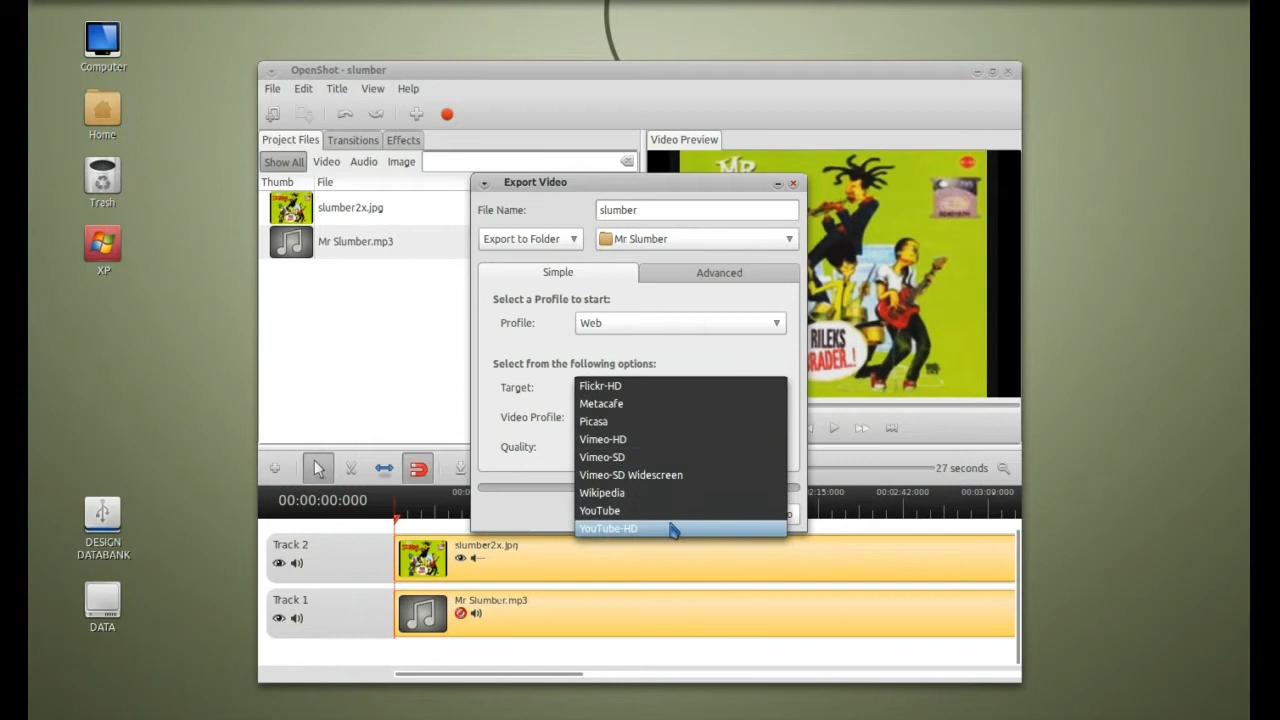 Computer
Home
Trash
XP
DESIGN
DATABANK
DATA
OpenShot - slumber
File Edit Title View Help
Project Files Transitions Effects
Show All Video Audio Image
Thumb File
slumber2x.jpg
Mr Slumber.mp3
Video Preview
MR
RILEKS
BRADER..!
Export Video
File Name: slumber
Export to Folder Mr Slumber
Simple Advanced
Select a Profile to start:
Profile: Web
Select from the following options:
Target:
Video Profile:
Quality:
Flickr-HD
Metacafe
Picasa
Vimeo-HD
Vimeo-SD
Vimeo-SD Widescreen
Wikipedia
YouTube
YouTube-HD
27 seconds
00:00:00:000 00:0 2:15:000 00:02:42:000 00:03:09:000
Track 2 slumber2x.jpg
Track 1 Mr Slumber.mp3